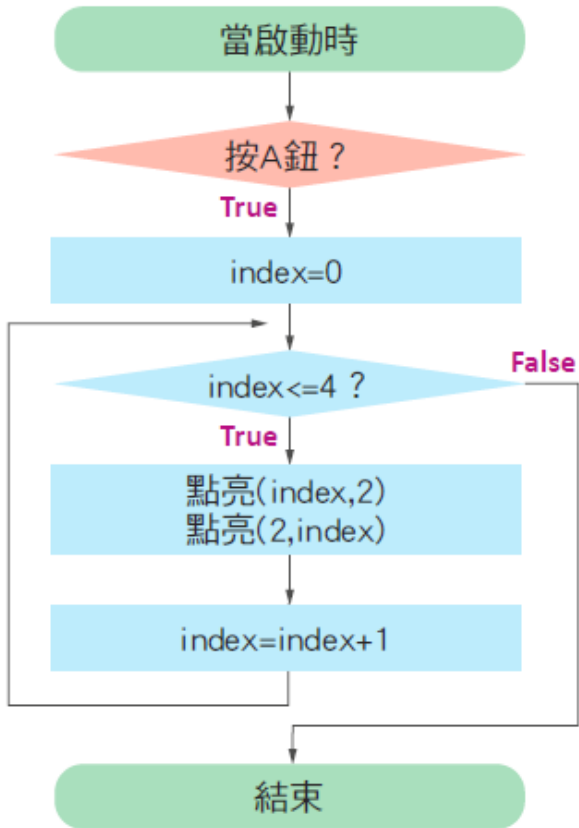 當啟動時
按A鈕？
True
index=0
index<=4？
False
True
點亮(index,2)
點亮(2,index)
index=index+1
結束